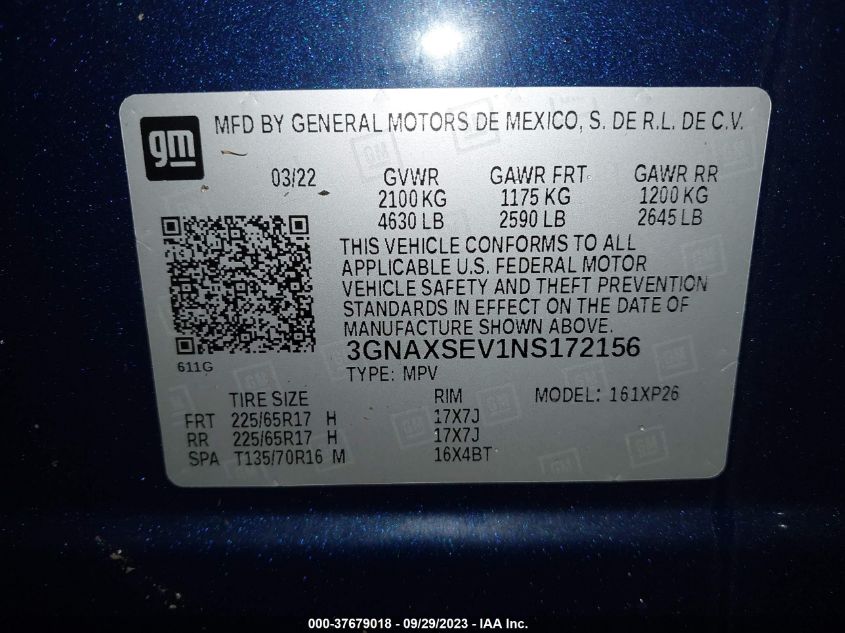 gm MFD BY GENERAL MOTORS DE MEXICO, S. DE R.L. DE C.V.
03/22 GVWR GAWR FRT GAWR RR
2100 KG 1175 KG 1200 KG
4630 LB 2590 LB 2645 LB
THIS VEHICLE CONFORMS TO ALL
APPLICABLE U.S. FEDERAL MOTOR
VEHICLE SAFETY AND THEFT PREVENTION
STANDARDS IN EFFECT ON THE DATE OF
MANUFACTURE SHOWN ABOVE.
3GNAXSEV1NS172156
611G
TYPE: MPV MODEL: 161XP26
TIRE SIZE RIM
FRT 225/65R17 H 17X7J
RR 225/65R17 H 17X7J
SPA T135/70R16 M 16X4BT
000-37679018 - 09/29/2023 - IAA Inc.